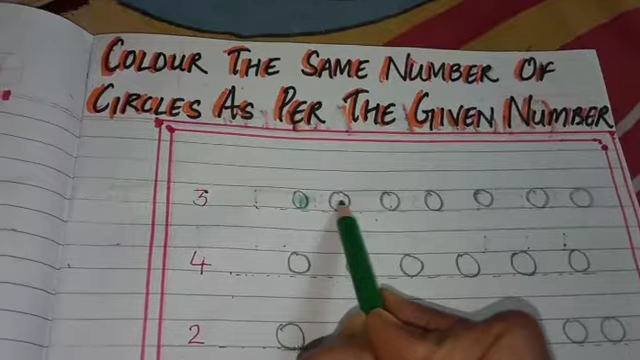 COLOUR THE SAME NUMBER OF
CIRCLES AS PER THE GIVEN NUMBER
3
4
2